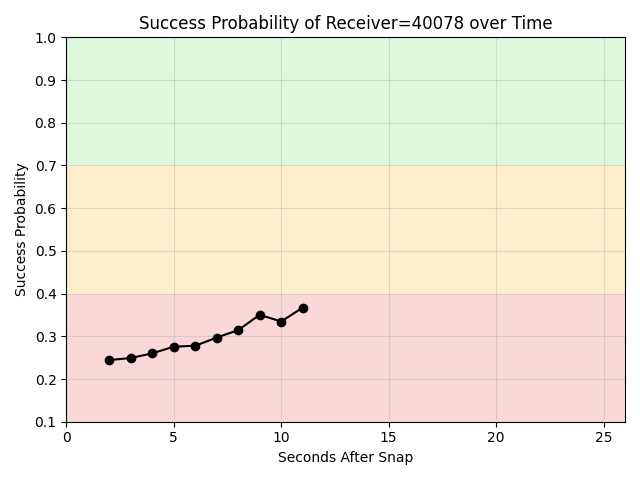 Success Probability of Receiver=40078 over Time
1.0
0.9
0.8
0.7
0.6
0.5
0.4
0.3
0.2
0.1
Success Probability
0 5 10 15 20 25
Seconds After Snap